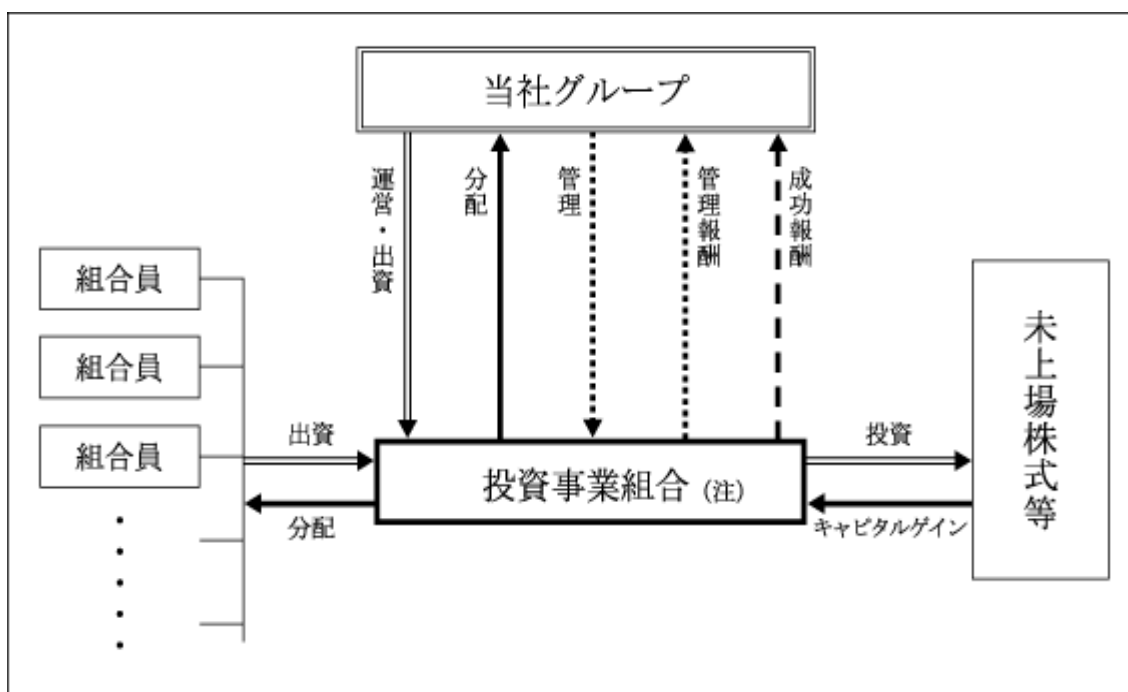 当社グループ
運営・出資
分配
管理
管理報酬
成功報酬
組合員
組合員
組合員
出資
分配
投資事業組合（注）
投資
キャピタルゲイン
未上場株式等